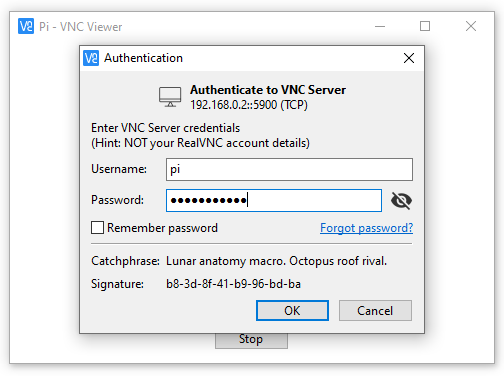 Pi - VNC Viewer
Authentication
Authenticate to VNC Server
192.168.0.2::5900 (TCP)
Enter VNC Server credentials
(Hint: NOT your RealVNC account details)
Username: pi
Password: ●●●●●●●●●●●
Remember password Forgot password?
Catchphrase: Lunar anatomy macro. Octopus roof rival.
Signature: b8-3d-8f-41-b9-96-bd-ba
OK Cancel
Stop